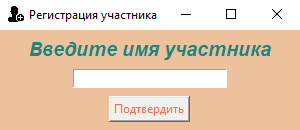 Регистрация участника
Введите имя участника
Подтвердить